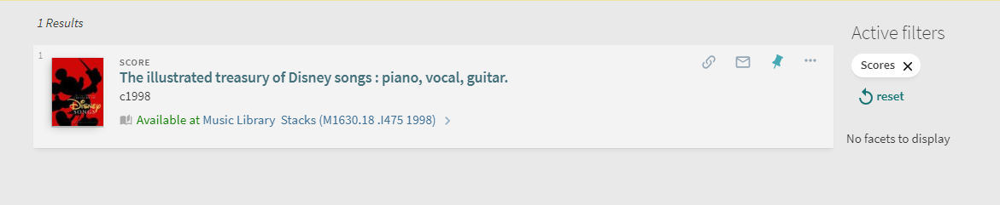 1 Results
1
SCORE
The illustrated treasury of Disney songs : piano, vocal, guitar.
c1998
Available at Music Library Stacks (M1630.18 .I475 1998)
Disney
SONGS
Active filters
Scores
reset
No facets to display